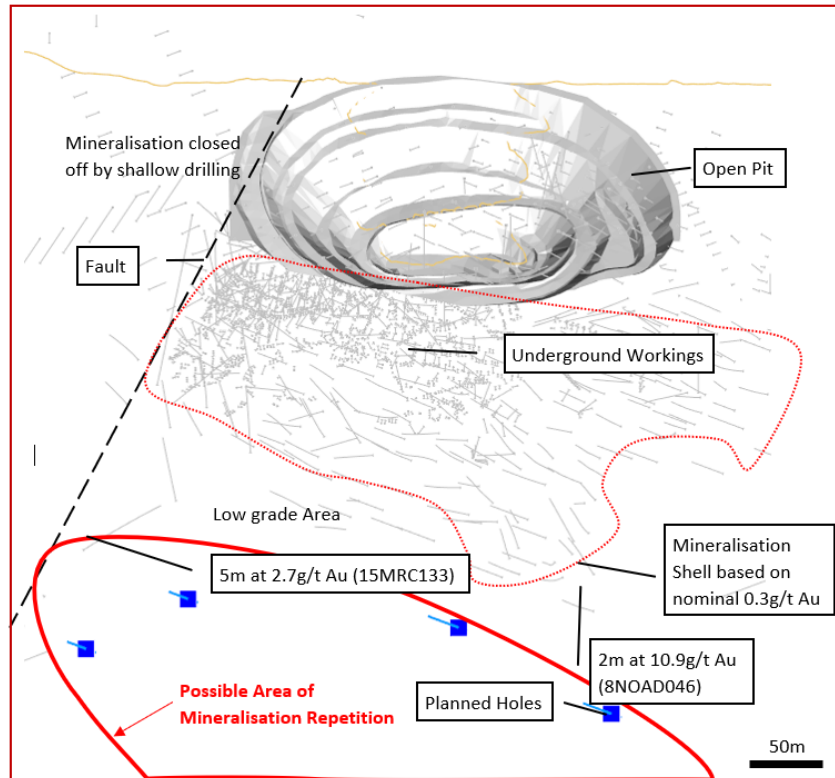 Mineralisation closed
off by shallow drilling
Open Pit
Fault
Underground Workings
Low grade Area
5m at 2.7g/t Au (15MRC133)
Mineralisation
Shell based on
nominal 0.3g/t Au
2m at 10.9g/t Au
(8NOAD046)
Planned Holes
Possible Area of
Mineralisation Repetition
50m